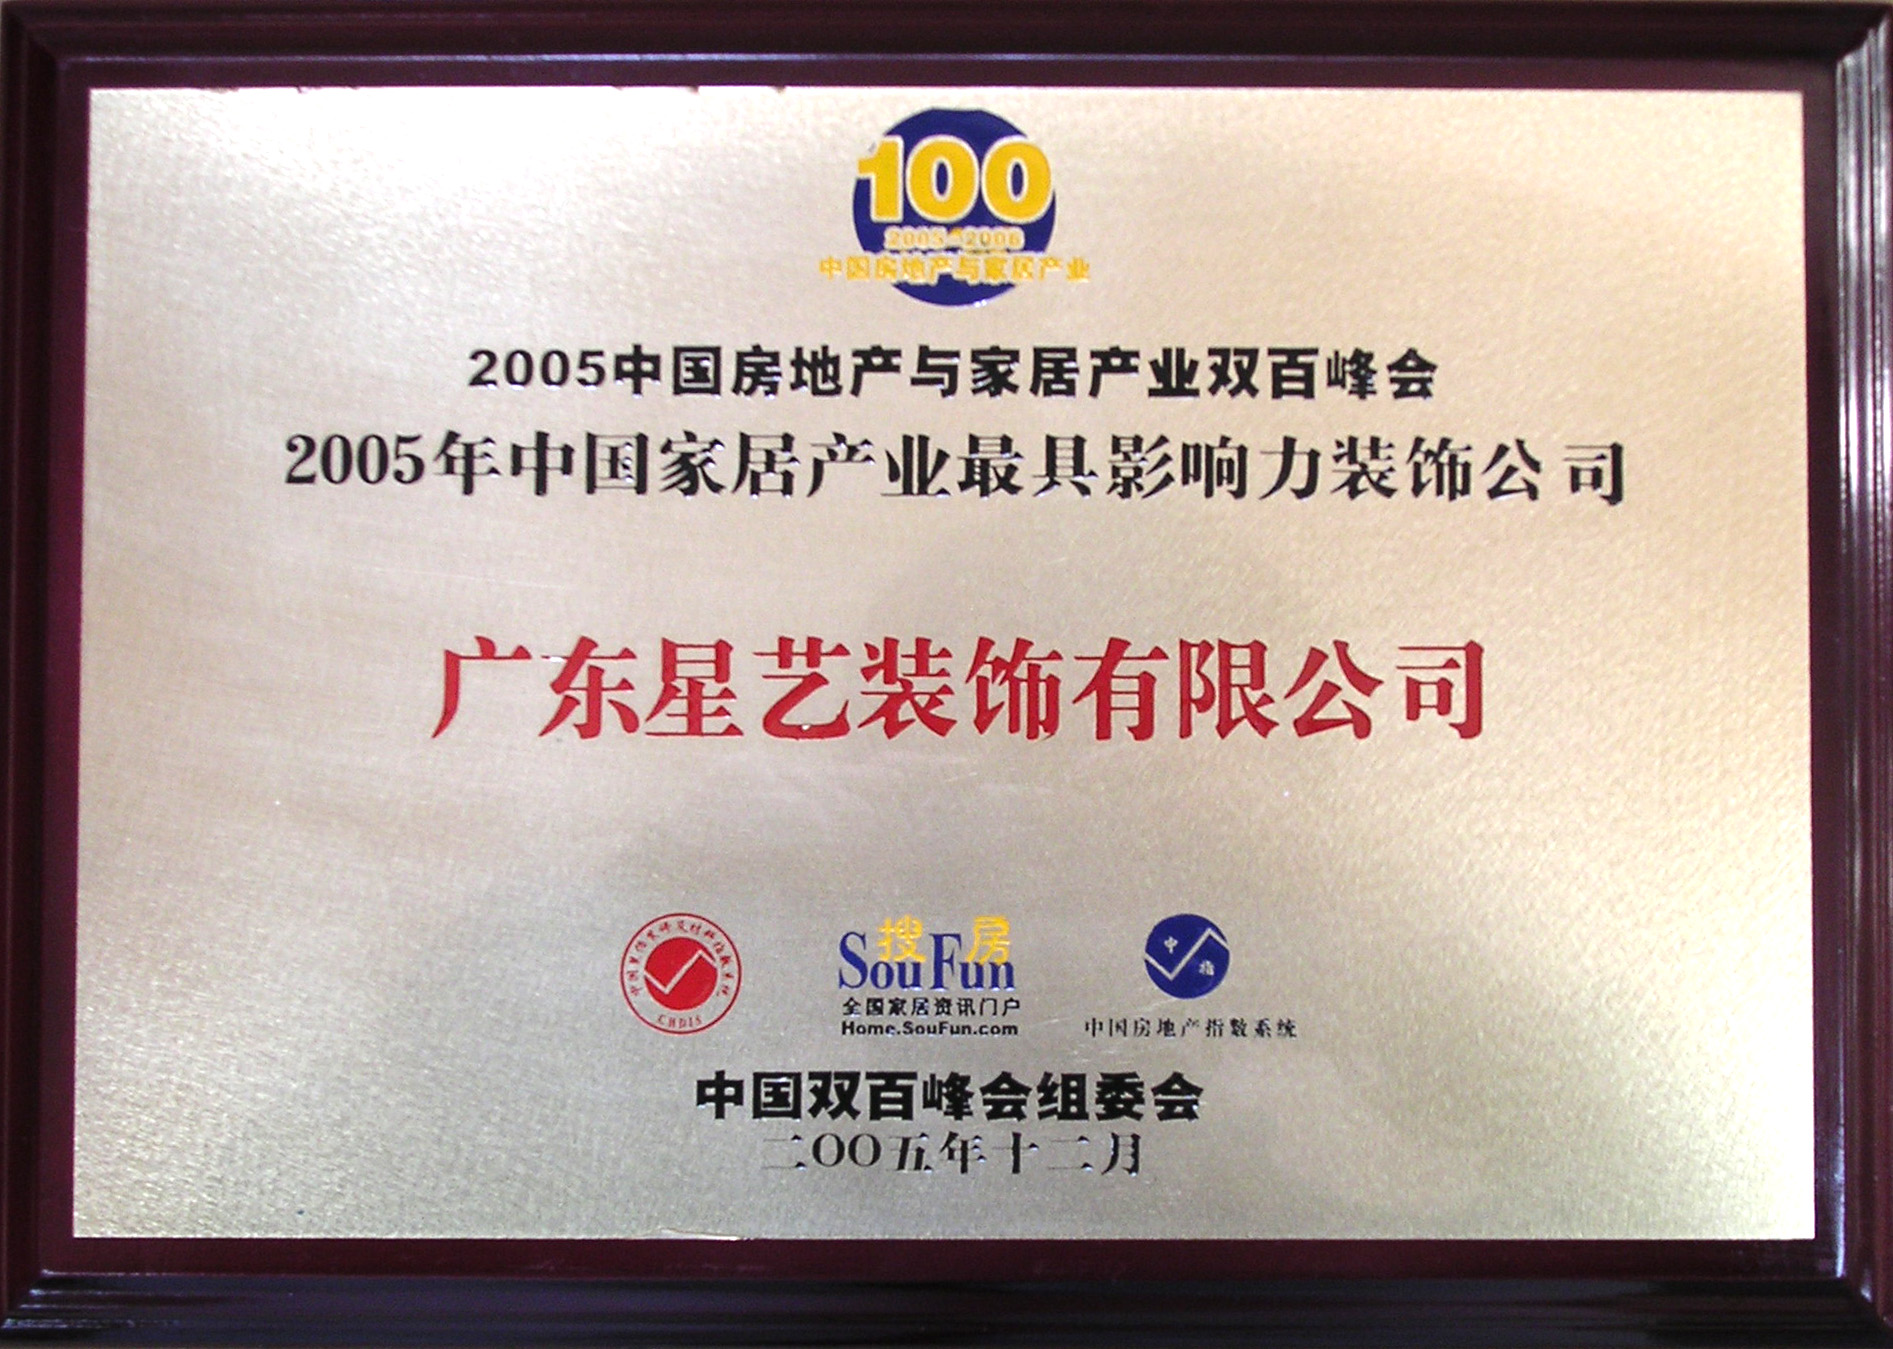 100
2005-2006
中国房地产与家居产业
2005中国房地产与家居产业双百峰会
2005年中国家居产业最具影响力装饰公司
广东星艺装饰有限公司
CHDIS
搜房
SouFun
全国家居资讯门户
Home.SouFun.com
中指
中国房地产指数系统
中国双百峰会组委会
二OO五年十二月